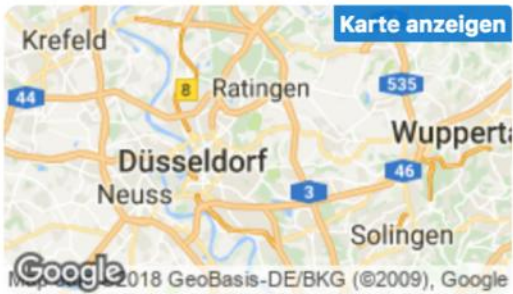 Karte anzeigen
Krefeld
8
Ratingen
535
44
Wupperta
Düsseldorf
46
Neuss
3
Solingen
Google
2018 GeoBasis-DE/BKG (©2009), Google